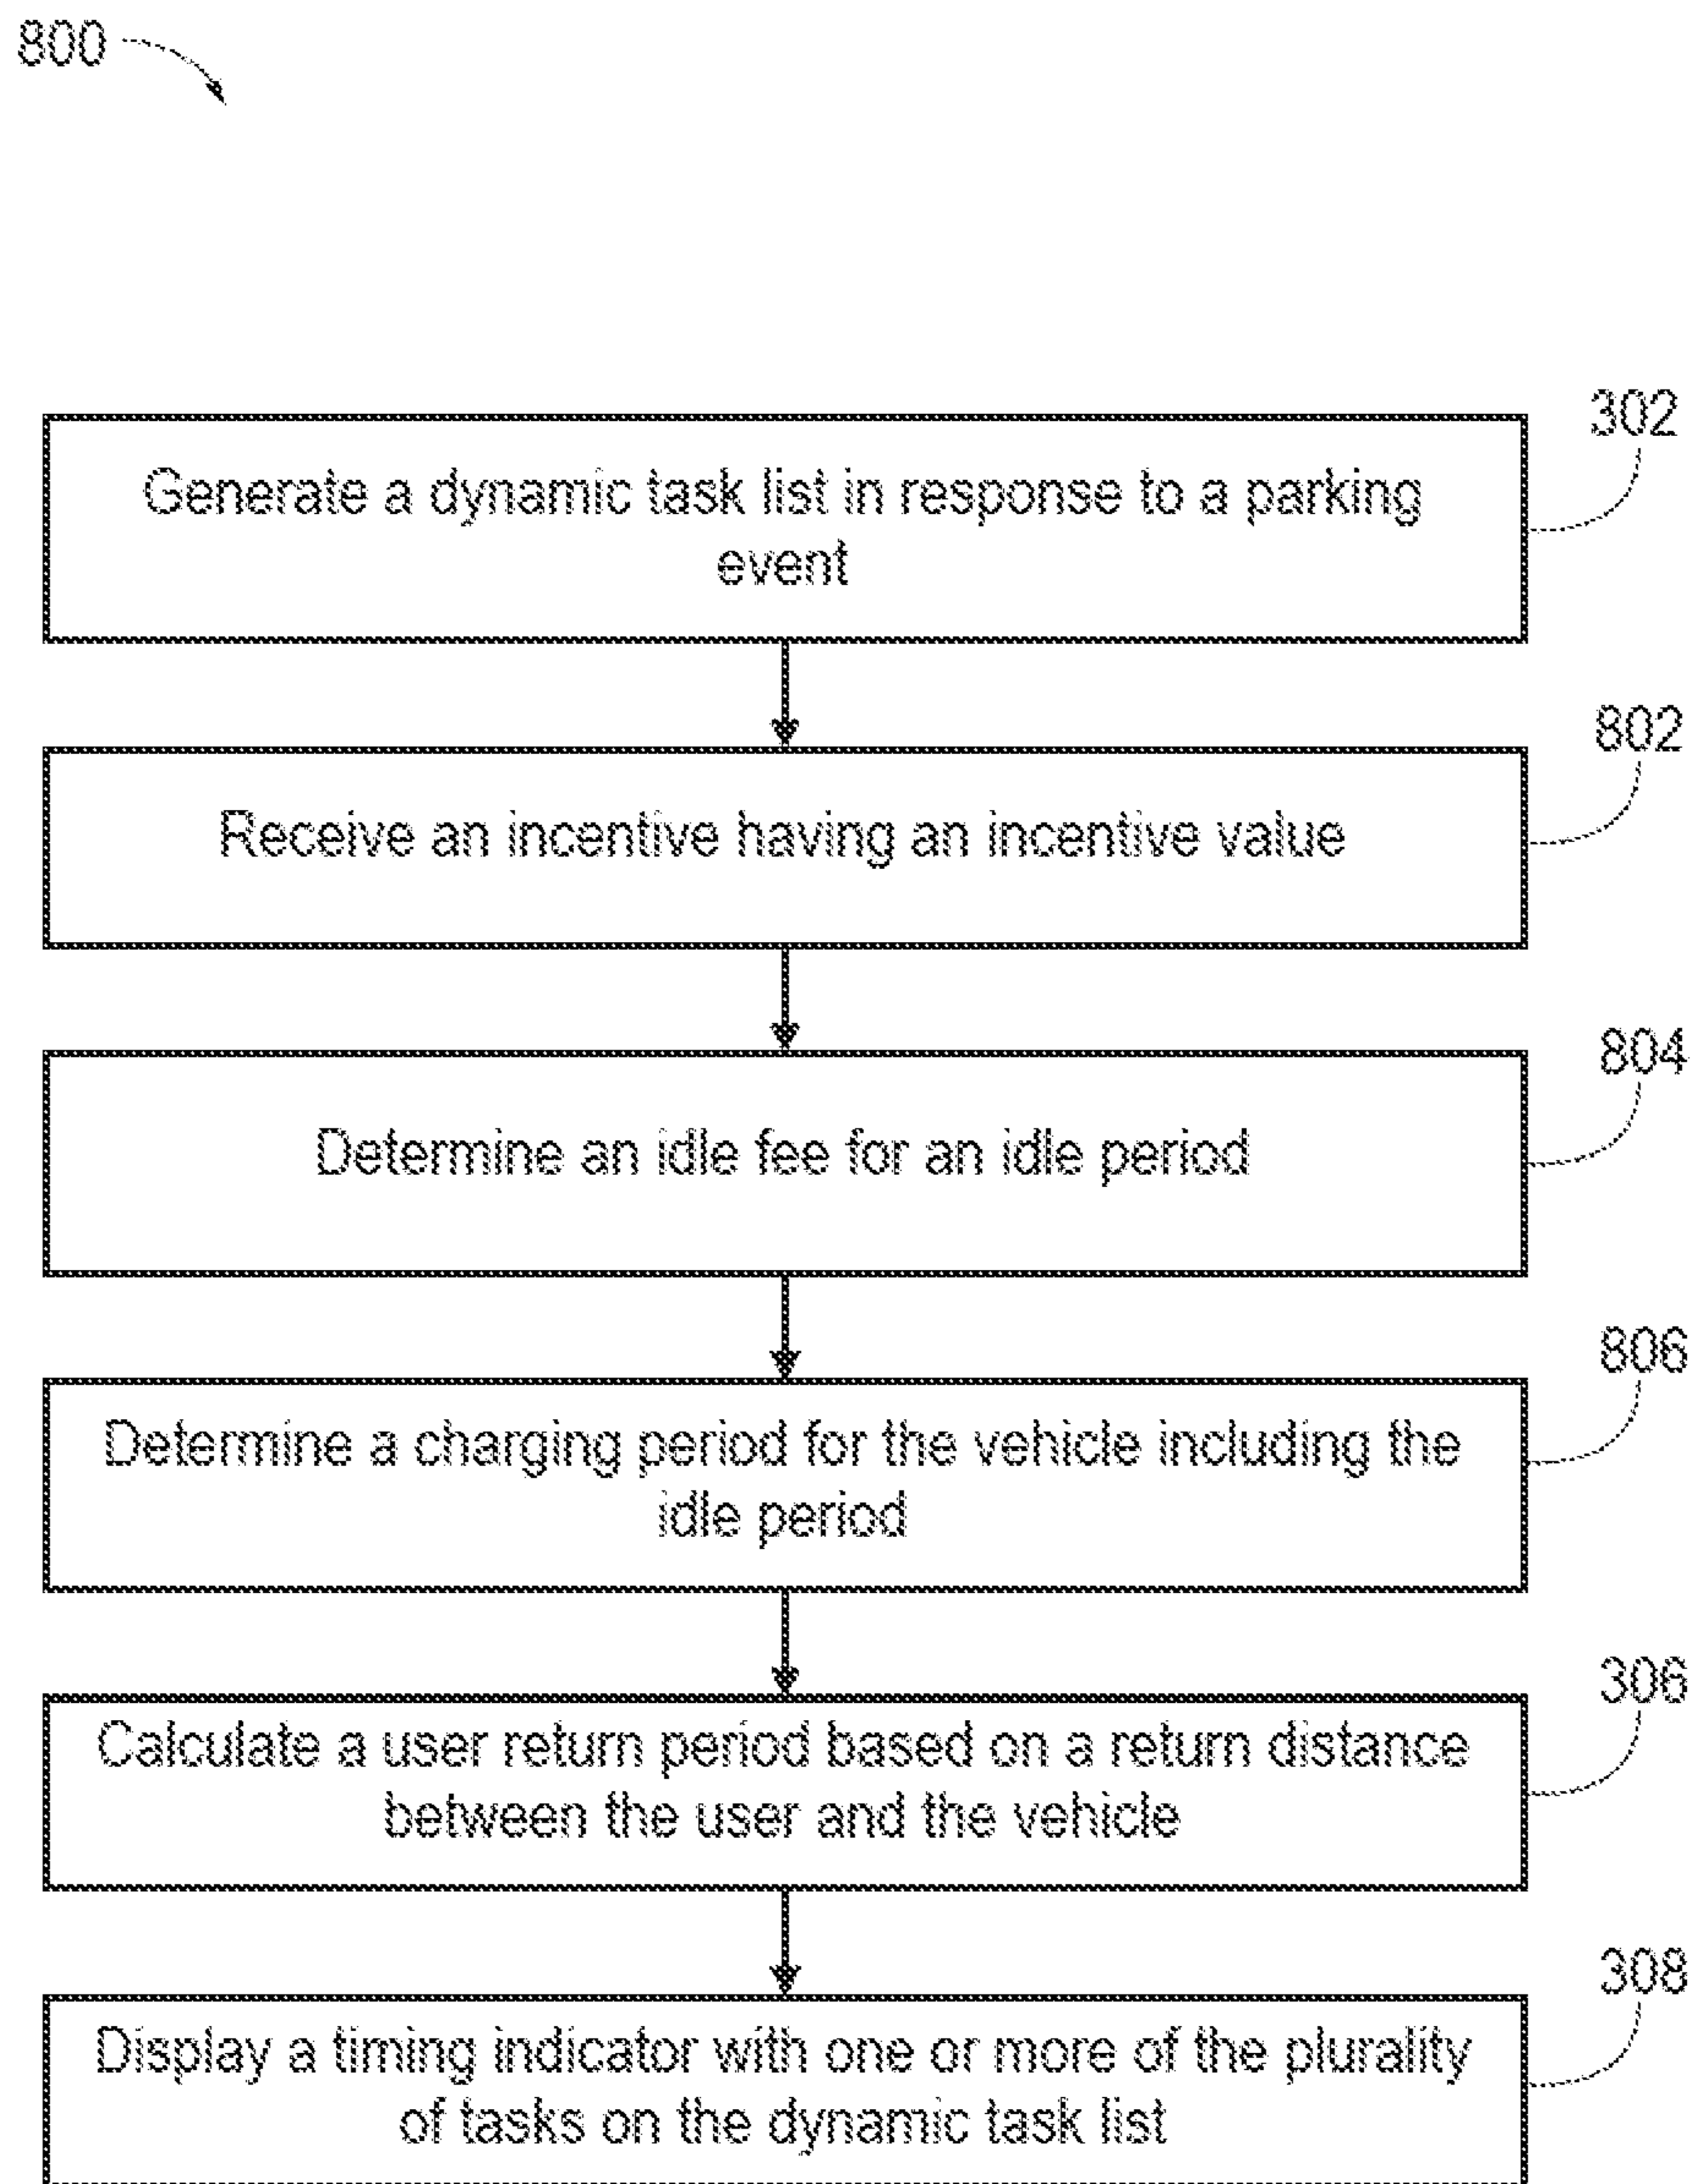 800
302
Generate a dynamic task list in response to a parking
event
802
Receive an incentive having an incentive value
804
Determine an idle fee for an idle period
806
Determine a charging period for the vehicle including the
idle period
306
Calculate a user return period based on a return distance
between the user and the vehicle
308
Display a timing indicator with one or more of the plurality
of tasks on the dynamic task list